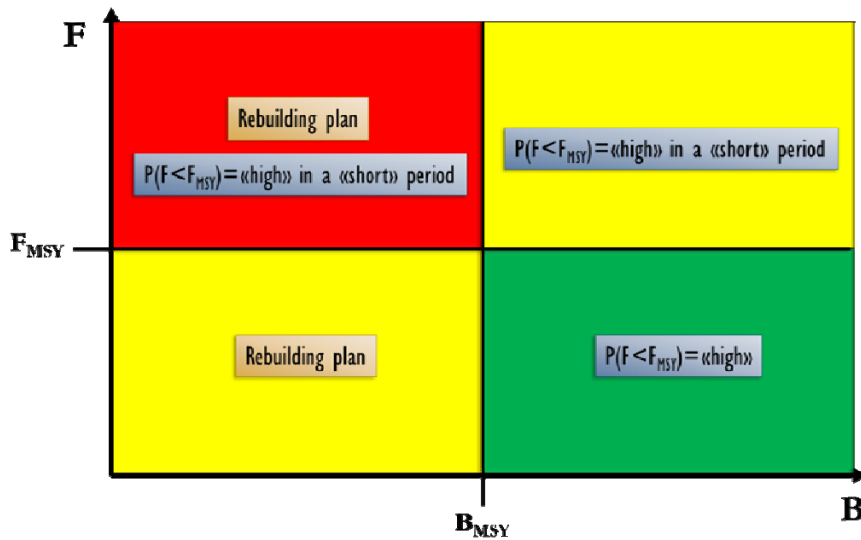 F
Rebuilding plan
P(F<FMSY)=«high» in a «short» period
P(F<FMSY)=«high» in a «short» period
FMSY
Rebuilding plan
P(F<FMSY)=«high»
BMSY
B